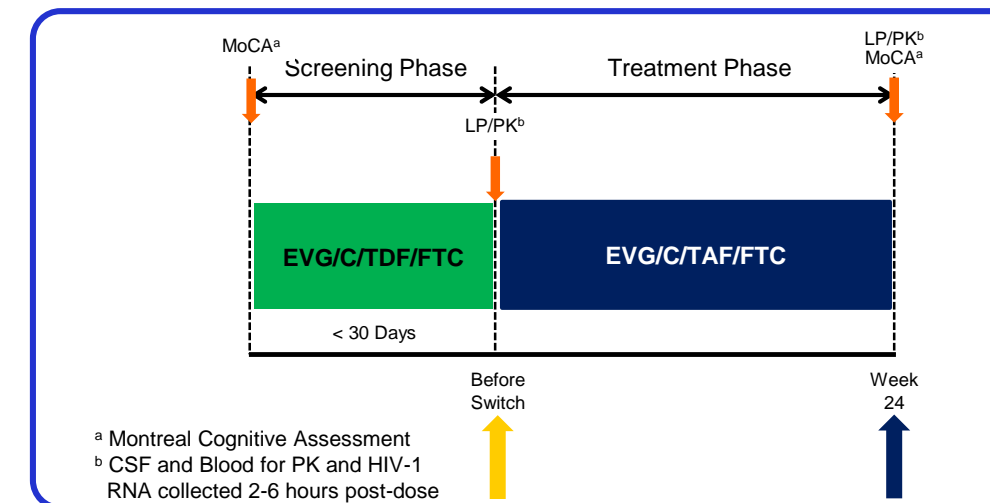 MoCAᵃ
Screening Phase
Treatment Phase
LP/PKᵇ
MoCAᵃ
LP/PKᵇ
EVG/C/TDF/FTC
EVG/C/TAF/FTC
< 30 Days
Before
Switch
Week
24
ᵃ Montreal Cognitive Assessment
ᵇ CSF and Blood for PK and HIV-1
RNA collected 2-6 hours post-dose